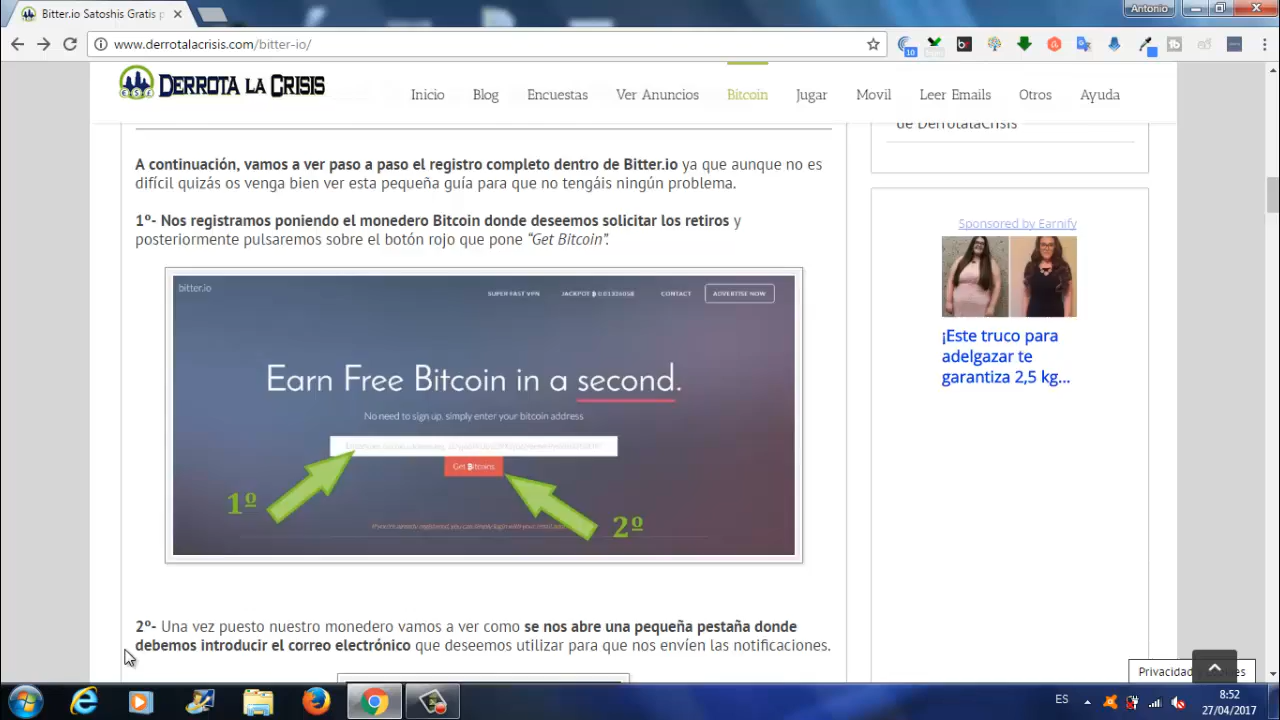 Bitter.io Satoshis Gratis p
Antonio
www.derrotalacrisis.com/bitter-io/
10
DERROTA LA CRISIS
Inicio Blog Encuestas Ver Anuncios Bitcoin Jugar Movil Leer Emails Otros Ayuda
de DerrotalaCrisis
A continuación, vamos a ver paso a paso el registro completo dentro de Bitter.io ya que aunque no es
difícil quizás os venga bien ver esta pequeña guía para que no tengáis ningún problema.
1º- Nos registramos poniendo el monedero Bitcoin donde deseemos solicitar los retiros y
posteriormente pulsaremos sobre el botón rojo que pone “Get Bitcoin”.
Sponsored by Earnify
¡Este truco para
adelgazar te
garantiza 2,5 kg...
bitter.io
SUPER FAST VPN
CONTACT
ADVERTISE NOW
Earn Free Bitcoin in a second.
No need to sign up. simply enter your bitcoin address
Get Bitcoins
1º
2º
2º- Una vez puesto nuestro monedero vamos a ver como se nos abre una pequeña pestaña donde
debemos introducir el correo electrónico que deseemos utilizar para que nos envíen las notificaciones.
ES
8:52
27/04/2017